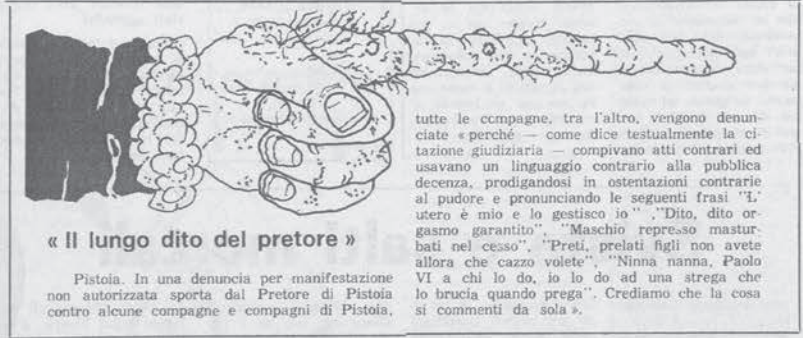 « Il lungo dito del pretore »
Pistoia. In una denuncia per manifestazione
non autorizzata sporta dal Pretore di Pistoia
contro alcune compagne e compagni di Pistoia,
tutte le ccmpagne, tra l'altro, vengono denun-
ciate « perché — come dice testualmente la ci-
tazione giudiziaria — compivano atti contrari ed
usavano un linguaggio contrario alla pubblica
decenza, prodigandosi in ostentazioni contrarie
al pudore e pronunciando le seguenti frasi "L'
utero è mio e lo gestisco io" ,"Dito, dito or-
gasmo garantito", "Maschio represso mastur-
bati nel cesso", "Preti, prelati figli non avete
allora che cazzo volete", "Ninna nanna, Paolo
VI a chi lo do, io lo do ad una strega che
lo brucia quando prega". Crediamo che la cosa
si commenti da sola ».